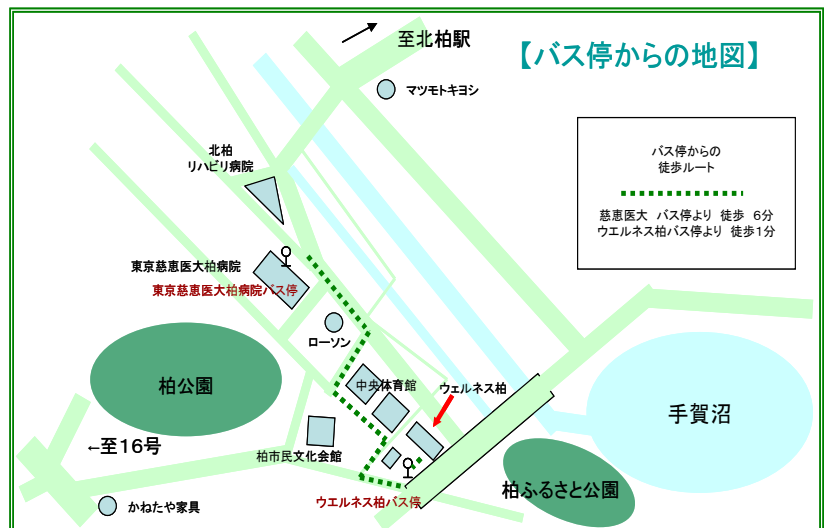 至北柏駅
【バス停からの地図】
マツモトキヨシ
バス停からの
徒歩ルート
慈恵医大 バス停より 徒歩 6分
ウエルネス柏バス停より 徒歩1分
北柏
リハビリ病院
東京慈恵医大柏病院
東京慈恵医大柏病院バス停
ローソン
柏公園
中央体育館
ウェルネス柏
手賀沼
←至16号
柏市民文化会館
柏ふるさと公園
ウエルネス柏バス停
かねたや家具